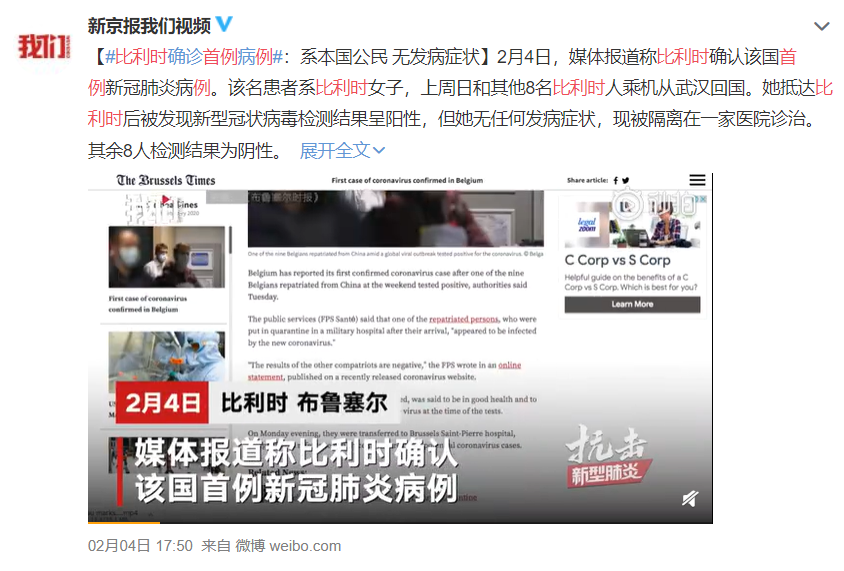 我们
新京报我们视频
【#比利时确诊首例病例#：系本国公民 无发病症状】2月4日，媒体报道称比利时确认该国首
例新冠肺炎病例。该名患者系比利时女子，上周日和其他8名比利时人乘机从武汉回国。她抵达比
利时后被发现新型冠状病毒检测结果呈阳性，但她无任何发病症状，现被隔离在一家医院诊治。
其余8人检测结果为阴性。 展开全文
The Brussels Times
First case of coronavirus confirmed in Belgium
Share article:
《布鲁塞尔时报》
秒拍
One of the nine Belgians repatriated from China amid a global viral outbreak tested positive for the coronavirus. © Belga
First case of coronavirus
confirmed in Belgium
Belgium has reported its first confirmed coronavirus case after one of the nine
Belgians repatriated from China at the weekend tested positive, authorities said
Tuesday.
The public services (FPS Santé) said that one of the repatriated persons, who were
put in quarantine in a military hospital after their arrival, "appeared to be infected
by the new coronavirus."
"The results of the other compatriots are negative," the FPS wrote in an online
statement, published on a recently released coronavirus website.
ed, was said to be in good health and to
virus at the time of the tests.
On Monday evening, they were transferred to Brussels Saint-Pierre hospital,
coronavirus cases.
legal
zoom
C Corp vs S Corp
Helpful guide on the benefits of a C
Corp vs S Corp. Which is best for you?
Learn More
2月4日 比利时 布鲁塞尔
媒体报道称比利时确认
该国首例新冠肺炎病例
抗击
新型肺炎
02月04日 17:50 来自 微博 weibo.com